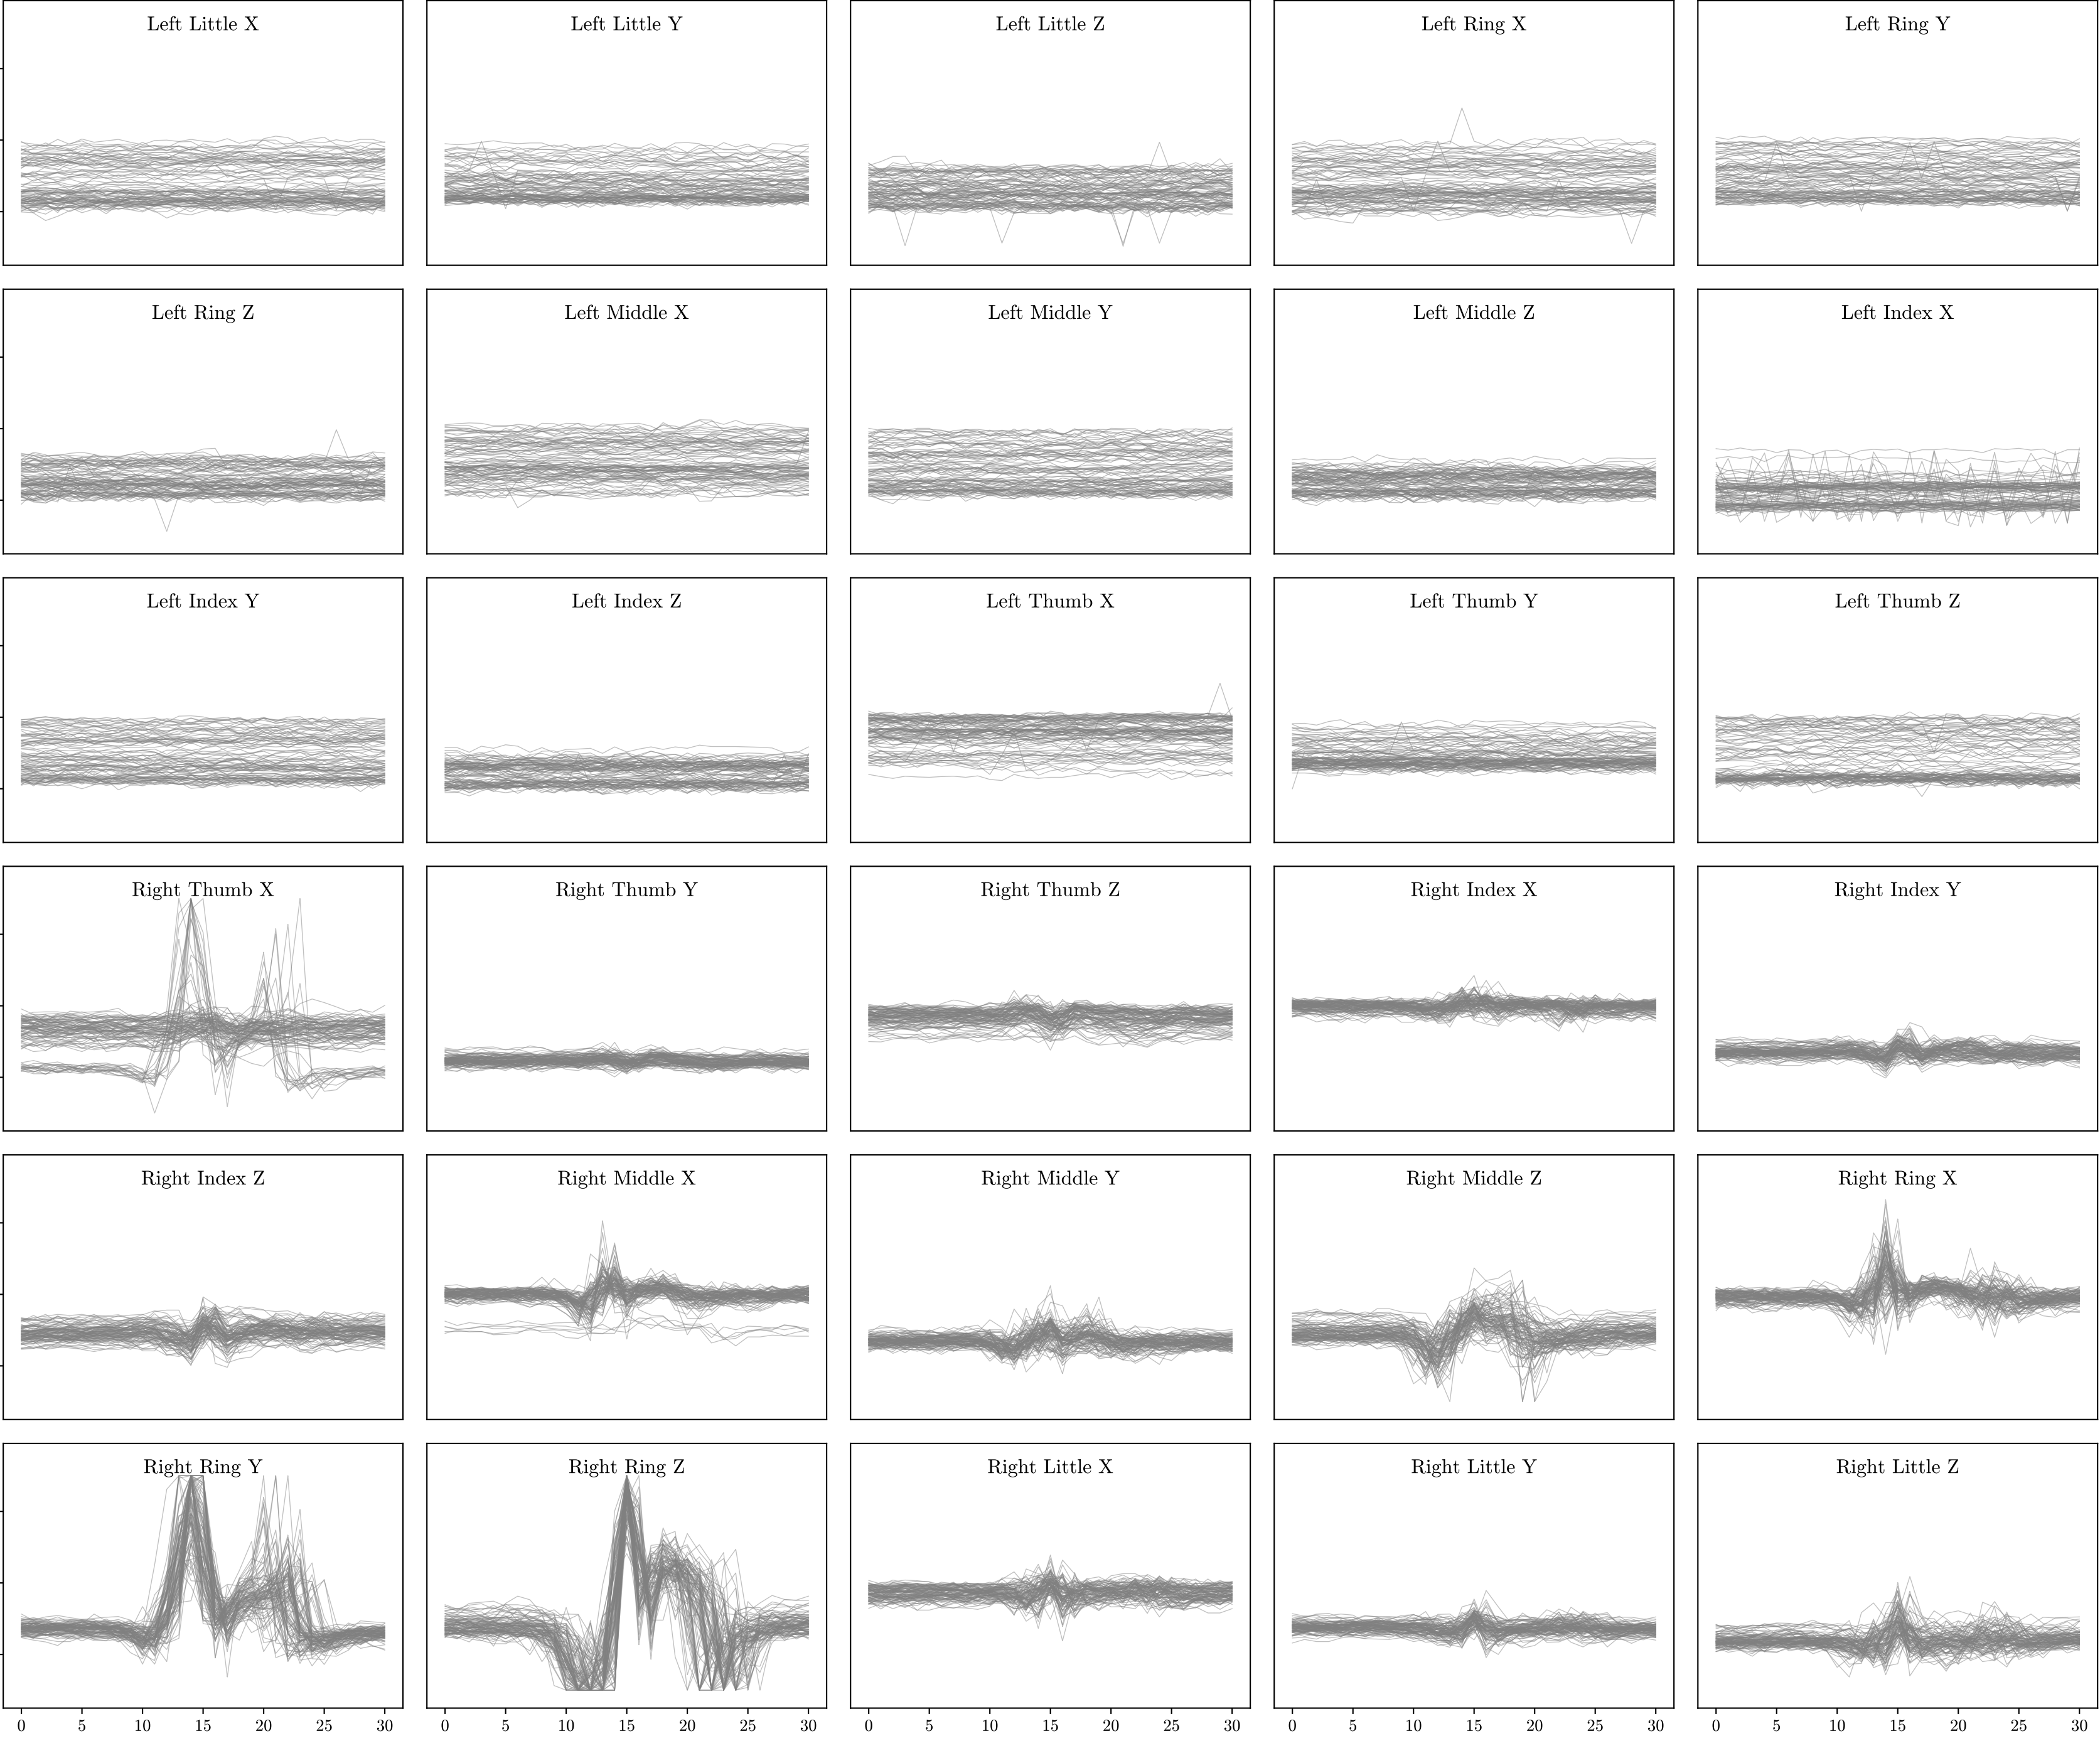 Left Little X Left Little Y Left Little Z Left Ring X Left Ring Y
Left Ring Z Left Middle X Left Middle Y Left Middle Z Left Index X
Left Index Y Left Index Z Left Thumb X Left Thumb Y Left Thumb Z
Right Thumb X Right Thumb Y Right Thumb Z Right Index X Right Index Y
Right Index Z Right Middle X Right Middle Y Right Middle Z Right Ring X
Right Ring Y Right Ring Z Right Little X Right Little Y Right Little Z
0 5 10 15 20 25 30 0 5 10 15 20 25 30 0 5 10 15 20 25 30 0 5 10 15 20 25 30 0 5 10 15 20 25 30